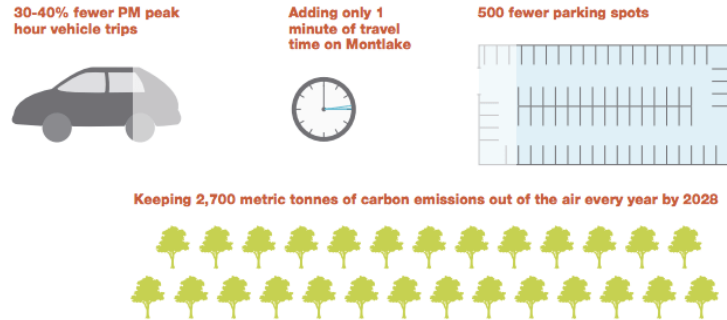 30-40% fewer PM peak
hour vehicle trips
Adding only 1
minute of travel
time on Montlake
500 fewer parking spots
Keeping 2,700 metric tonnes of carbon emissions out of the air every year by 2028